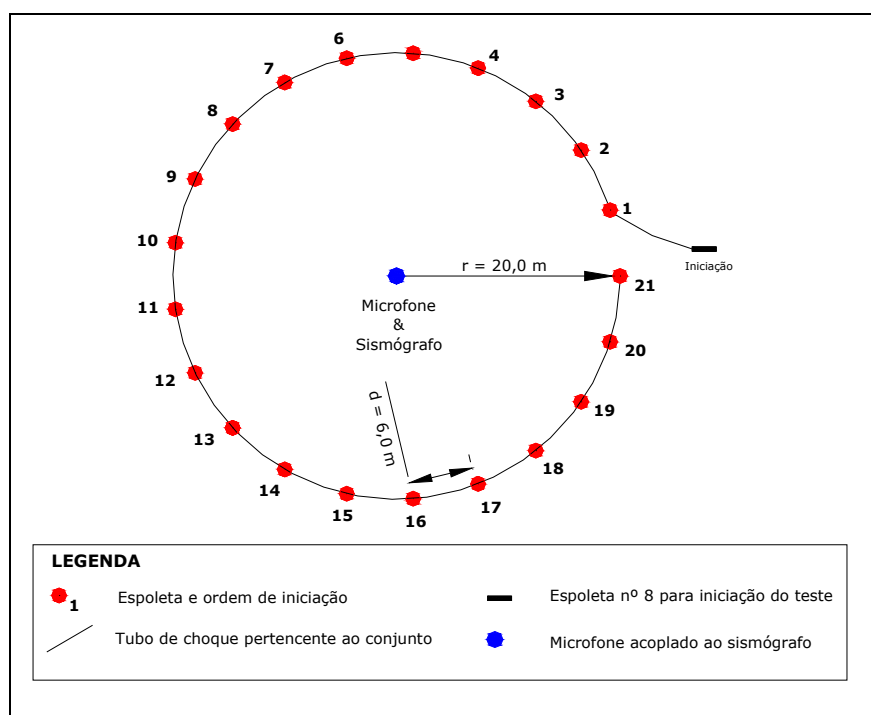 6
4
7
3
8
2
9
1
10
Iniciação
r = 20,0 m
21
Microfone
&
Sismógrafo
11
20
d = 6,0 m
12
19
13
18
14
17
15
16
LEGENDA
1
Espoleta e ordem de iniciação
Espoleta nº 8 para iniciação do teste
Tubo de choque pertencente ao conjunto
Microfone acoplado ao sismógrafo